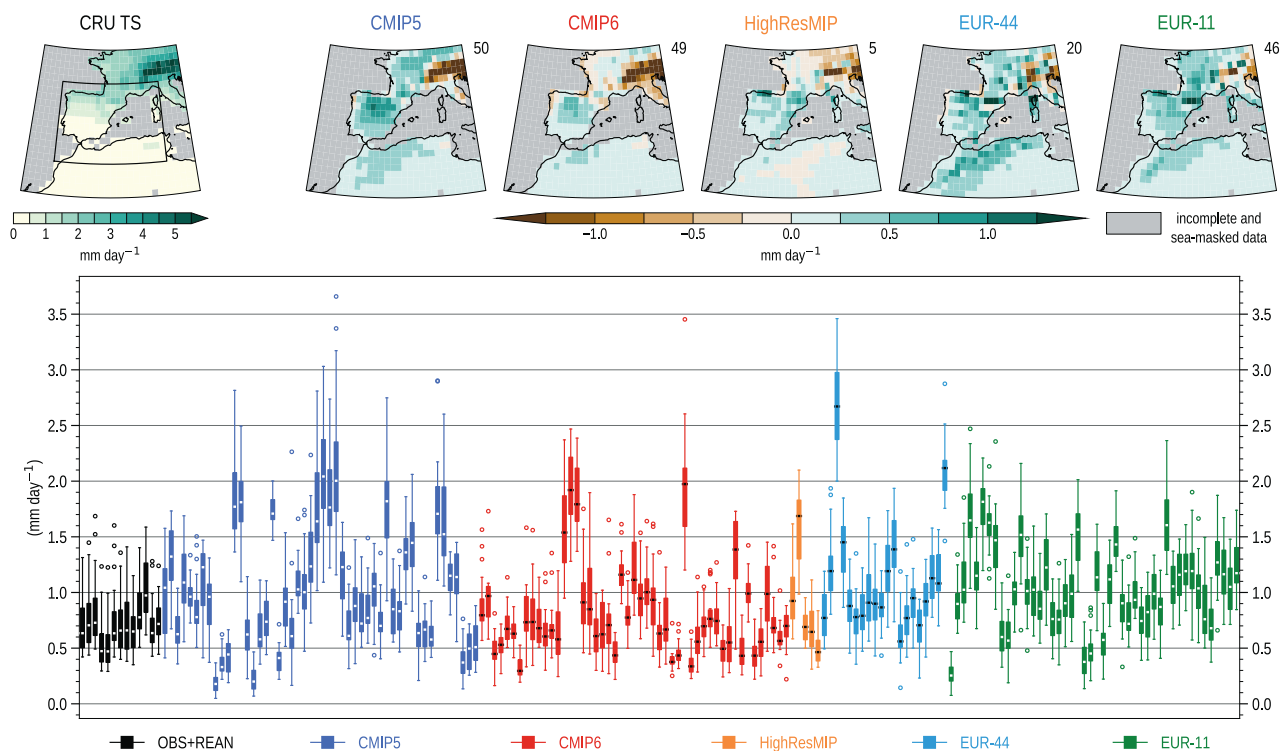 CRU TS CMIP5 CMIP6 HighResMIP EUR-44 EUR-11
50 49 5 20 46
0 1 2 3 4 5
mm day⁻¹
−1.0 −0.5 0.0 0.5 1.0
mm day⁻¹
incomplete and
sea-masked data
3.5 3.5
3.0 3.0
2.5 2.5
2.0 2.0
(mm day⁻¹)
1.5 1.5
1.0 1.0
0.5 0.5
0.0 0.0
OBS+REAN CMIP5 CMIP6 HighResMIP EUR-44 EUR-11